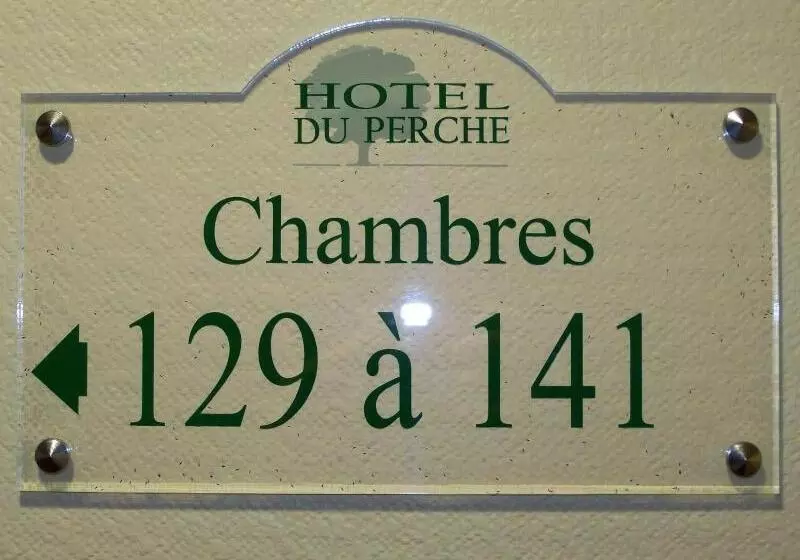 HOTEL
DU PERCHE
Chambres
129 à 141